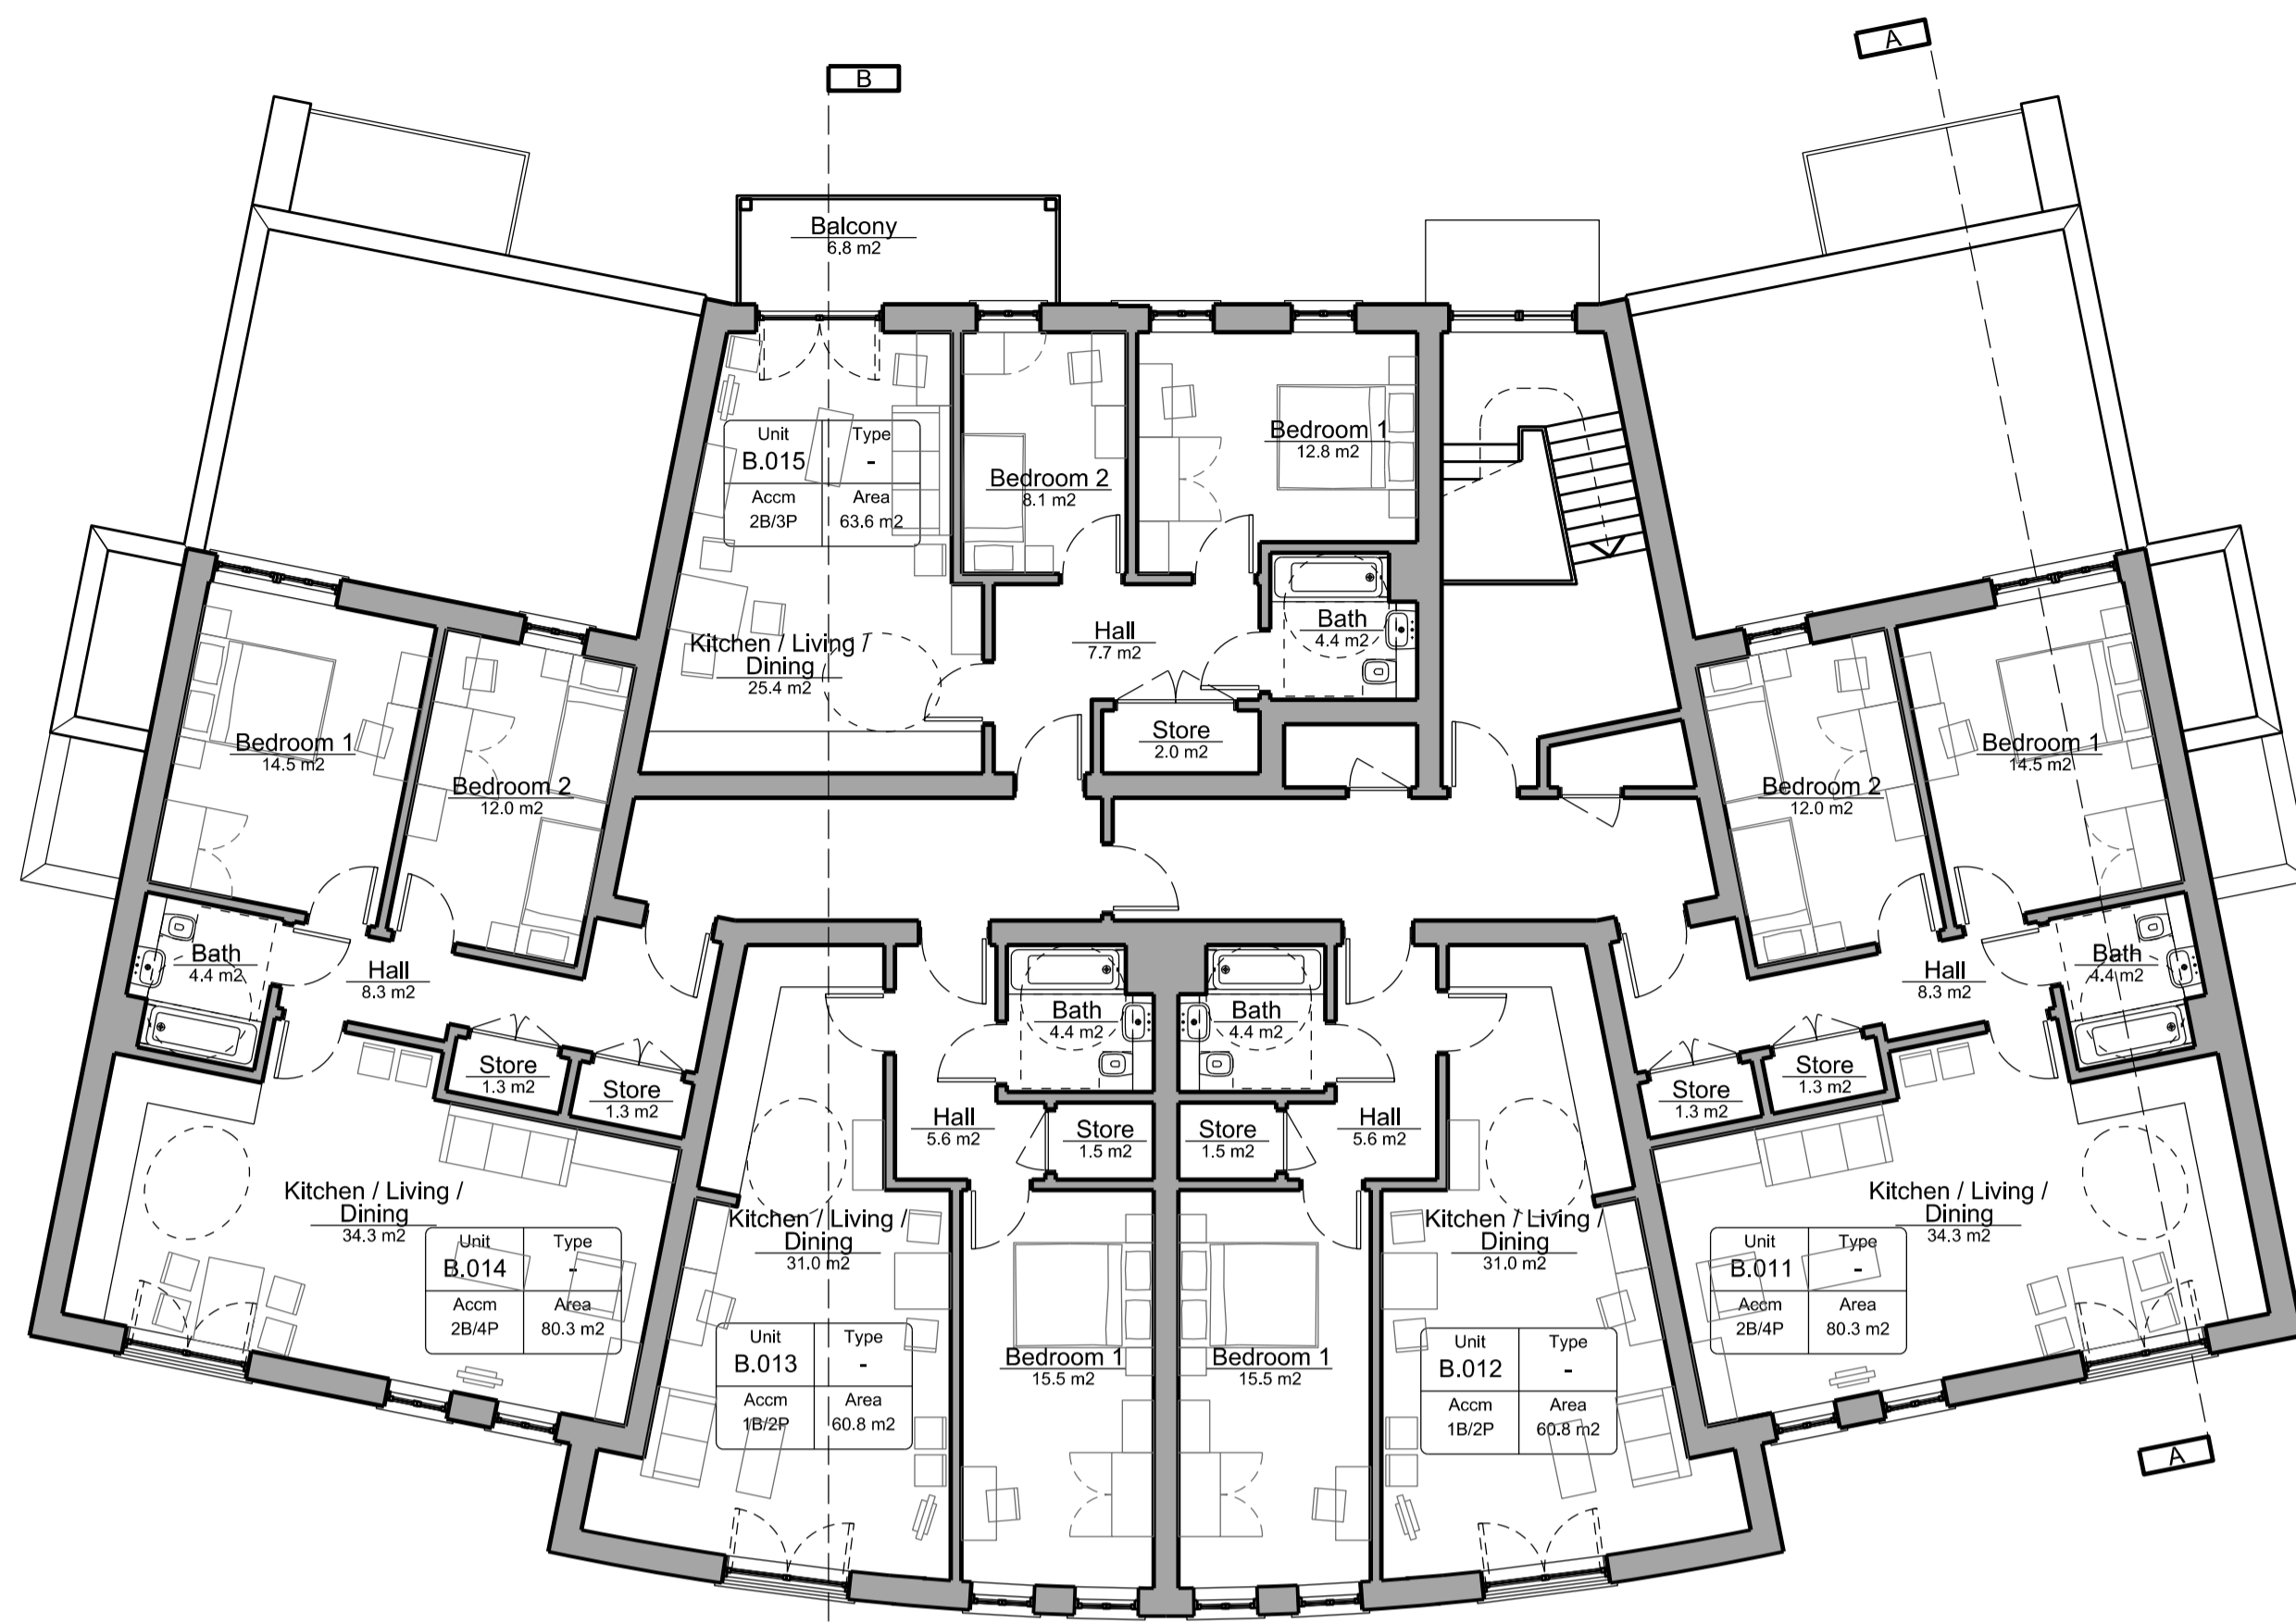 A
B
Balcony
6.8 m2
Unit
Type
B.015
-
Accm
Area
2B/3P
63.6 m2
Bedroom 2
8.1 m2
Bedroom 1
12.8 m2
Kitchen / Living /
Dining
25.4 m2
Hall
7.7 m2
Bath
4.4 m2
Store
2.0 m2
Bedroom 1
14.5 m2
Bedroom 2
12.0 m2
Bedroom 2
12.0 m2
Bedroom 1
14.5 m2
Bath
4.4 m2
Hall
8.3 m2
Store
1.3 m2
Store
1.3 m2
Kitchen / Living /
Dining
34.3 m2
Unit
Type
B.014
-
Accm
Area
2B/4P
80.3 m2
Bath
4.4 m2
Hall
5.6 m2
Store
1.5 m2
Kitchen / Living /
Dining
31.0 m2
Unit
Type
B.013
-
Accm
Area
1B/2P
60.8 m2
Bedroom 1
15.5 m2
Bath
4.4 m2
Hall
5.6 m2
Store
1.5 m2
Bedroom 1
15.5 m2
Kitchen / Living /
Dining
31.0 m2
Unit
Type
B.012
-
Accm
Area
1B/2P
60.8 m2
Hall
8.3 m2
Bath
4.4 m2
Store
1.3 m2
Store
1.3 m2
Kitchen / Living /
Dining
34.3 m2
Unit
Type
B.011
-
Accm
Area
2B/4P
80.3 m2
A